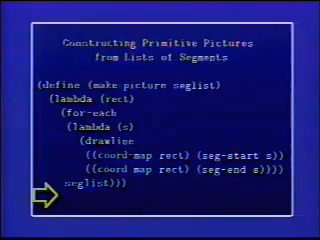 Constructing Primitive Pictures
from Lists of Segments
(define (make-picture seglist)
(lambda (rect)
(for-each
(lambda (s)
(drawline
((coord-map rect) (seg-start s))
((coord-map rect) (seg-end s))))
seglist)))